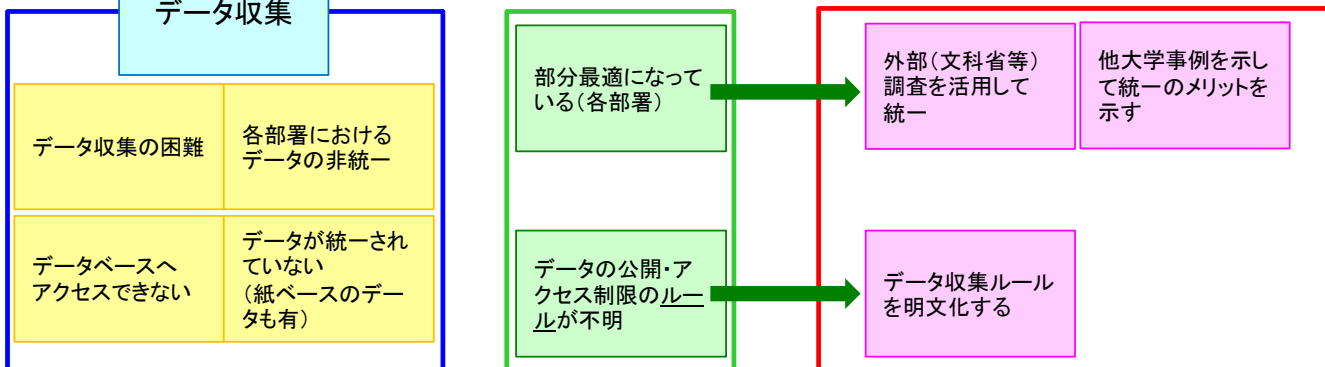 データ収集
データ収集の困難
各部署における
データの非統一
データベースへ
アクセスできない
データが統一され
ていない
（紙ベースのデー
タも有）
部分最適になって
いる（各部署）
データの公開・ア
クセス制限のルー
ルが不明
外部（文科省等）
調査を活用して
統一
他大学事例を示し
て統一のメリットを
示す
データ収集ルール
を明文化する